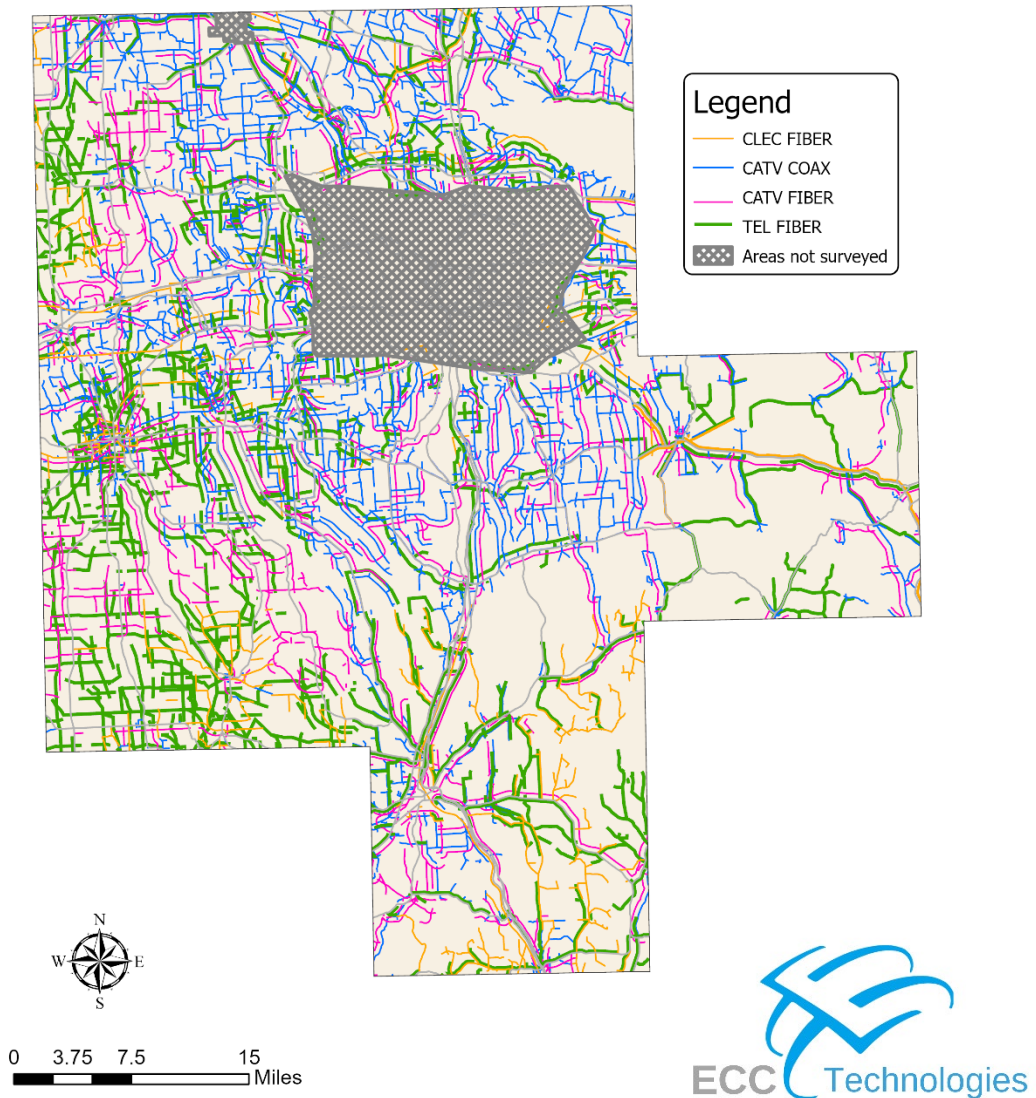 Legend
CLEC FIBER
CATV COAX
CATV FIBER
TEL FIBER
Areas not surveyed
N
W E
S
0 3.75 7.5 15
Miles
ECC Technologies